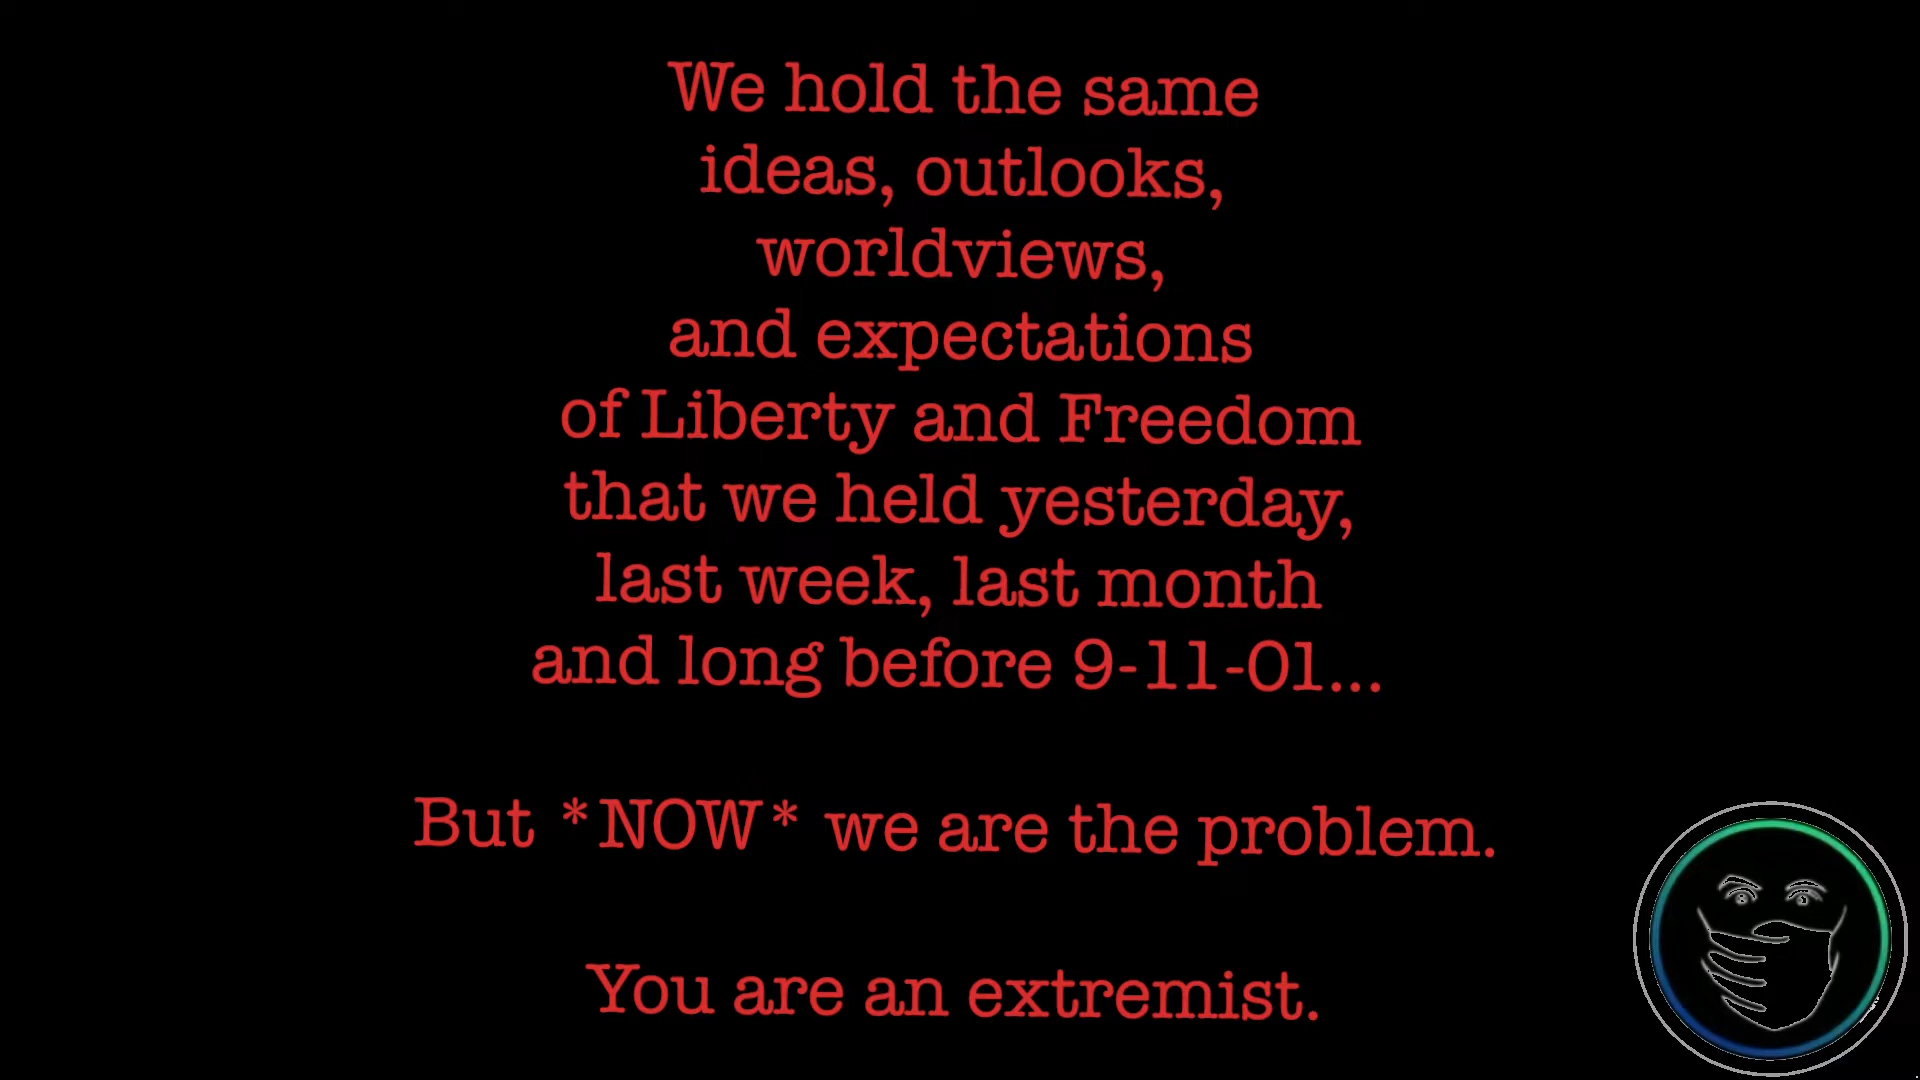 We hold the same
ideas, outlooks,
worldviews,
and expectations
of Liberty and Freedom
that we held yesterday,
last week, last month
and long before 9-11-01...
But *NOW* we are the problem.
You are an extremist.